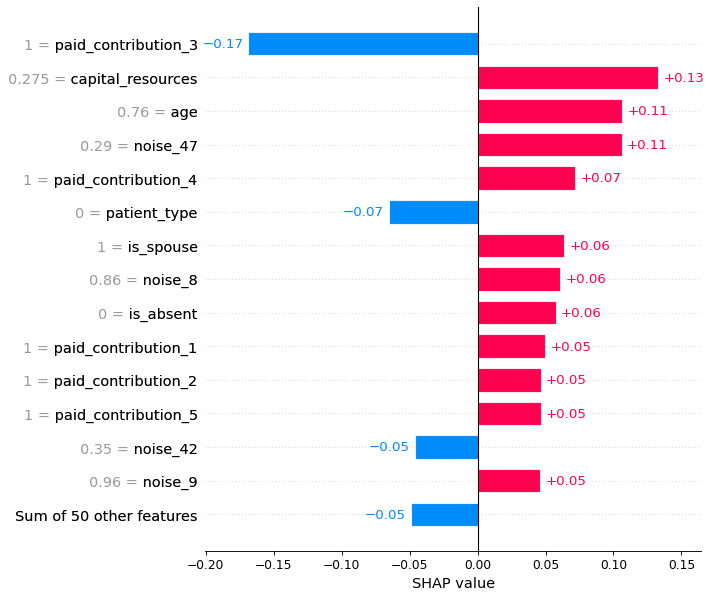 1 = paid_contribution_3 −0.17
0.275 = capital_resources +0.13
0.76 = age +0.11
0.29 = noise_47 +0.11
1 = paid_contribution_4 +0.07
0 = patient_type −0.07
1 = is_spouse +0.06
0.86 = noise_8 +0.06
0 = is_absent +0.06
1 = paid_contribution_1 +0.05
1 = paid_contribution_2 +0.05
1 = paid_contribution_5 +0.05
0.35 = noise_42 −0.05
0.96 = noise_9 +0.05
Sum of 50 other features −0.05
−0.20 −0.15 −0.10 −0.05 0.00 0.05 0.10 0.15
SHAP value